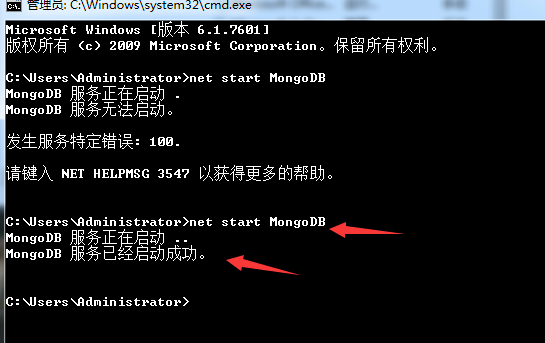 管理员: C:\Windows\system32\cmd.exe
Microsoft Windows [版本 6.1.7601]
版权所有 (c) 2009 Microsoft Corporation。保留所有权利。
C:\Users\Administrator>net start MongoDB
MongoDB 服务正在启动 .
MongoDB 服务无法启动。
发生服务特定错误: 100.
请键入 NET HELPMSG 3547 以获得更多的帮助。
C:\Users\Administrator>net start MongoDB
MongoDB 服务正在启动 ..
MongoDB 服务已经启动成功。
C:\Users\Administrator>